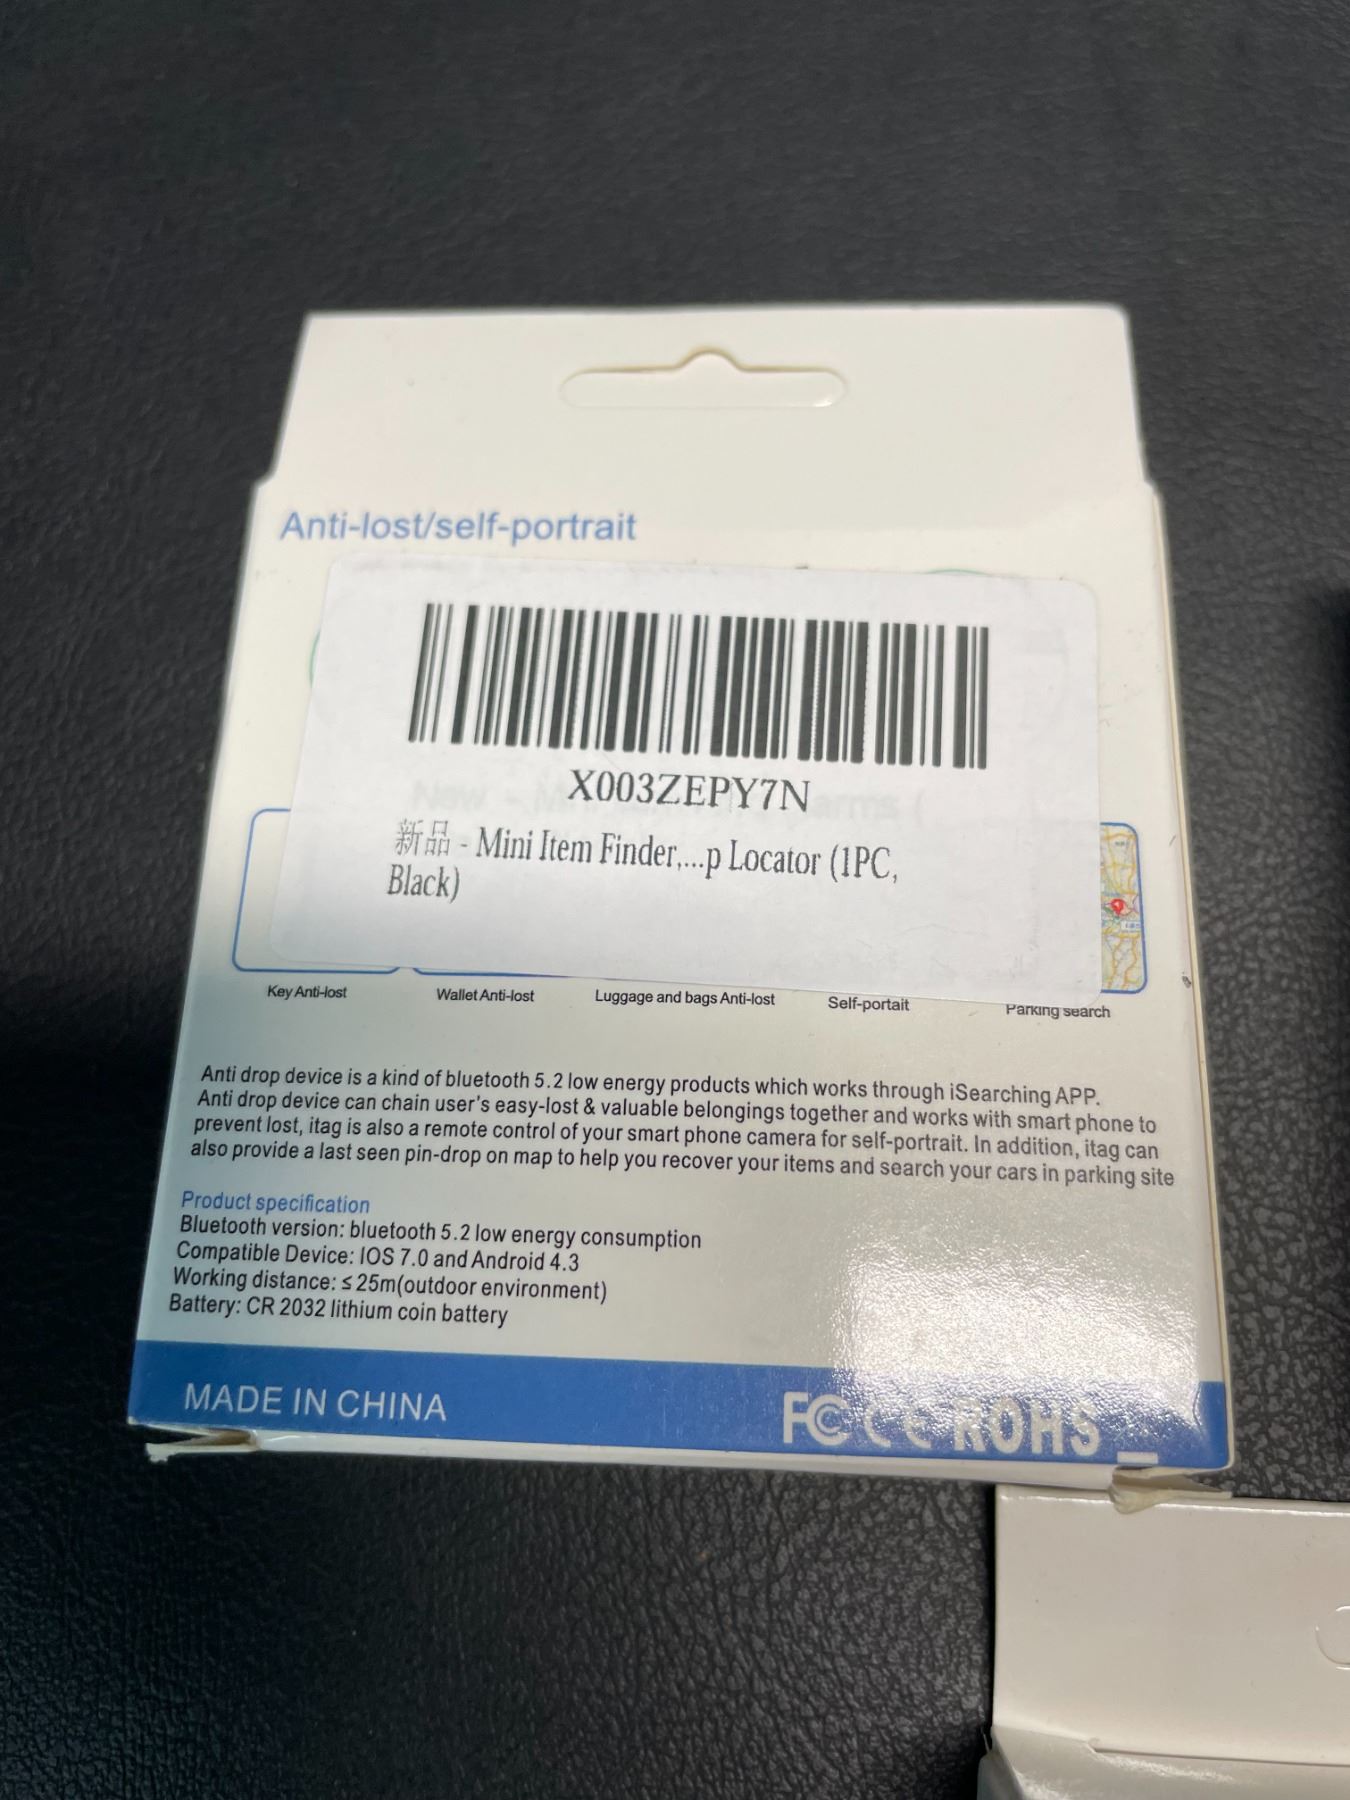 Anti-lost/self-portrait
X003ZEPY7N
新品 - Mini Item Finder,...p Locator (1PC,
Black)
Key Anti-lost
Wallet Anti-lost
Luggage and bags Anti-lost
Self-portait
Parking search
Anti drop device is a kind of bluetooth 5.2 low energy products which works through iSearching APP.
Anti drop device can chain user's easy-lost & valuable belongings together and works with smart phone to
prevent lost, itag is also a remote control of your smart phone camera for self-portrait. In addition, itag can
also provide a last seen pin-drop on map to help you recover your items and search your cars in parking site
Product specification
Bluetooth version: bluetooth 5.2 low energy consumption
Compatible Device: IOS 7.0 and Android 4.3
Working distance: ≤ 25m(outdoor environment)
Battery: CR 2032 lithium coin battery
MADE IN CHINA
FC CE ROHS